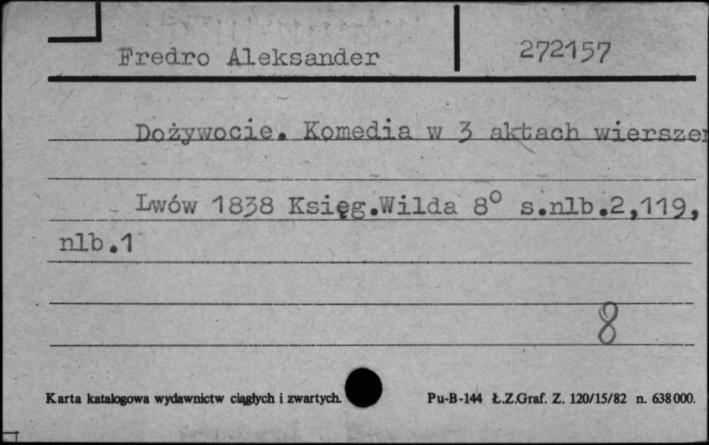 Fredro Aleksander 272157
Dożywocie. Komedia w 3 aktach wierszem
Lwów 1838 Księg.Wilda 8° s.nlb.2,119,
nlb.1
8
Karta katalogowa wydawnictw ciągłych i zwartych. Pu-B-144 Ł.Z.Graf. Z. 120/15/82 n. 638000.